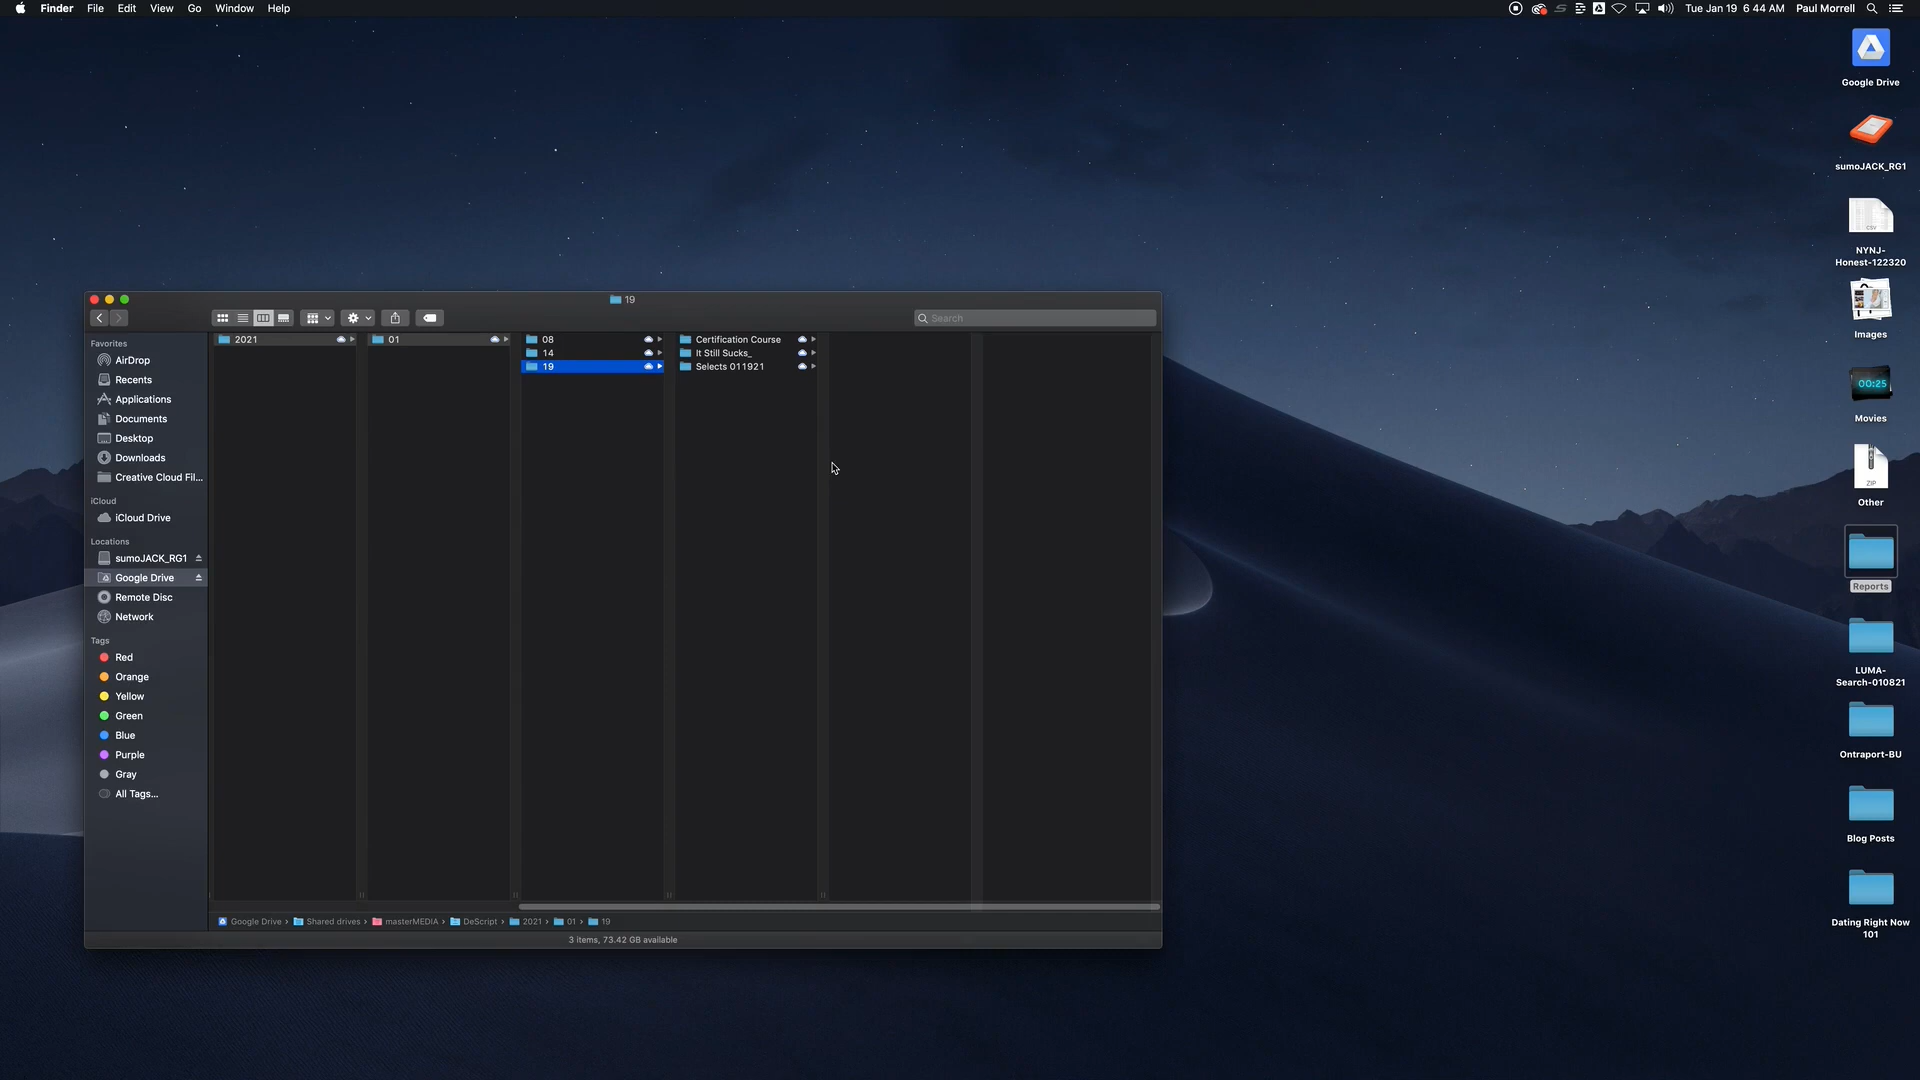 Finder File Edit View Go Window Help
Tue Jan 19 6:44 AM Paul Morrell
19
Search
Favorites
AirDrop
Recents
Applications
Documents
Desktop
Downloads
Creative Cloud Fil...
iCloud
iCloud Drive
Locations
sumoJACK_RG1
Google Drive
Remote Disc
Network
Tags
Red
Orange
Yellow
Green
Blue
Purple
Gray
All Tags...
2021
01
08
14
19
Certification Course
It Still Sucks_
Selects 011921
Google Drive › Shared drives › masterMEDIA › DeScript › 2021 › 01 › 19
3 items, 73.42 GB available
Google Drive
sumoJACK_RG1
CSV
NYNJ-
Honest-122320
Images
00:25
Movies
ZIP
Other
Reports
LUMA-
Search-010821
Ontraport-BU
Blog Posts
Dating Right Now
101